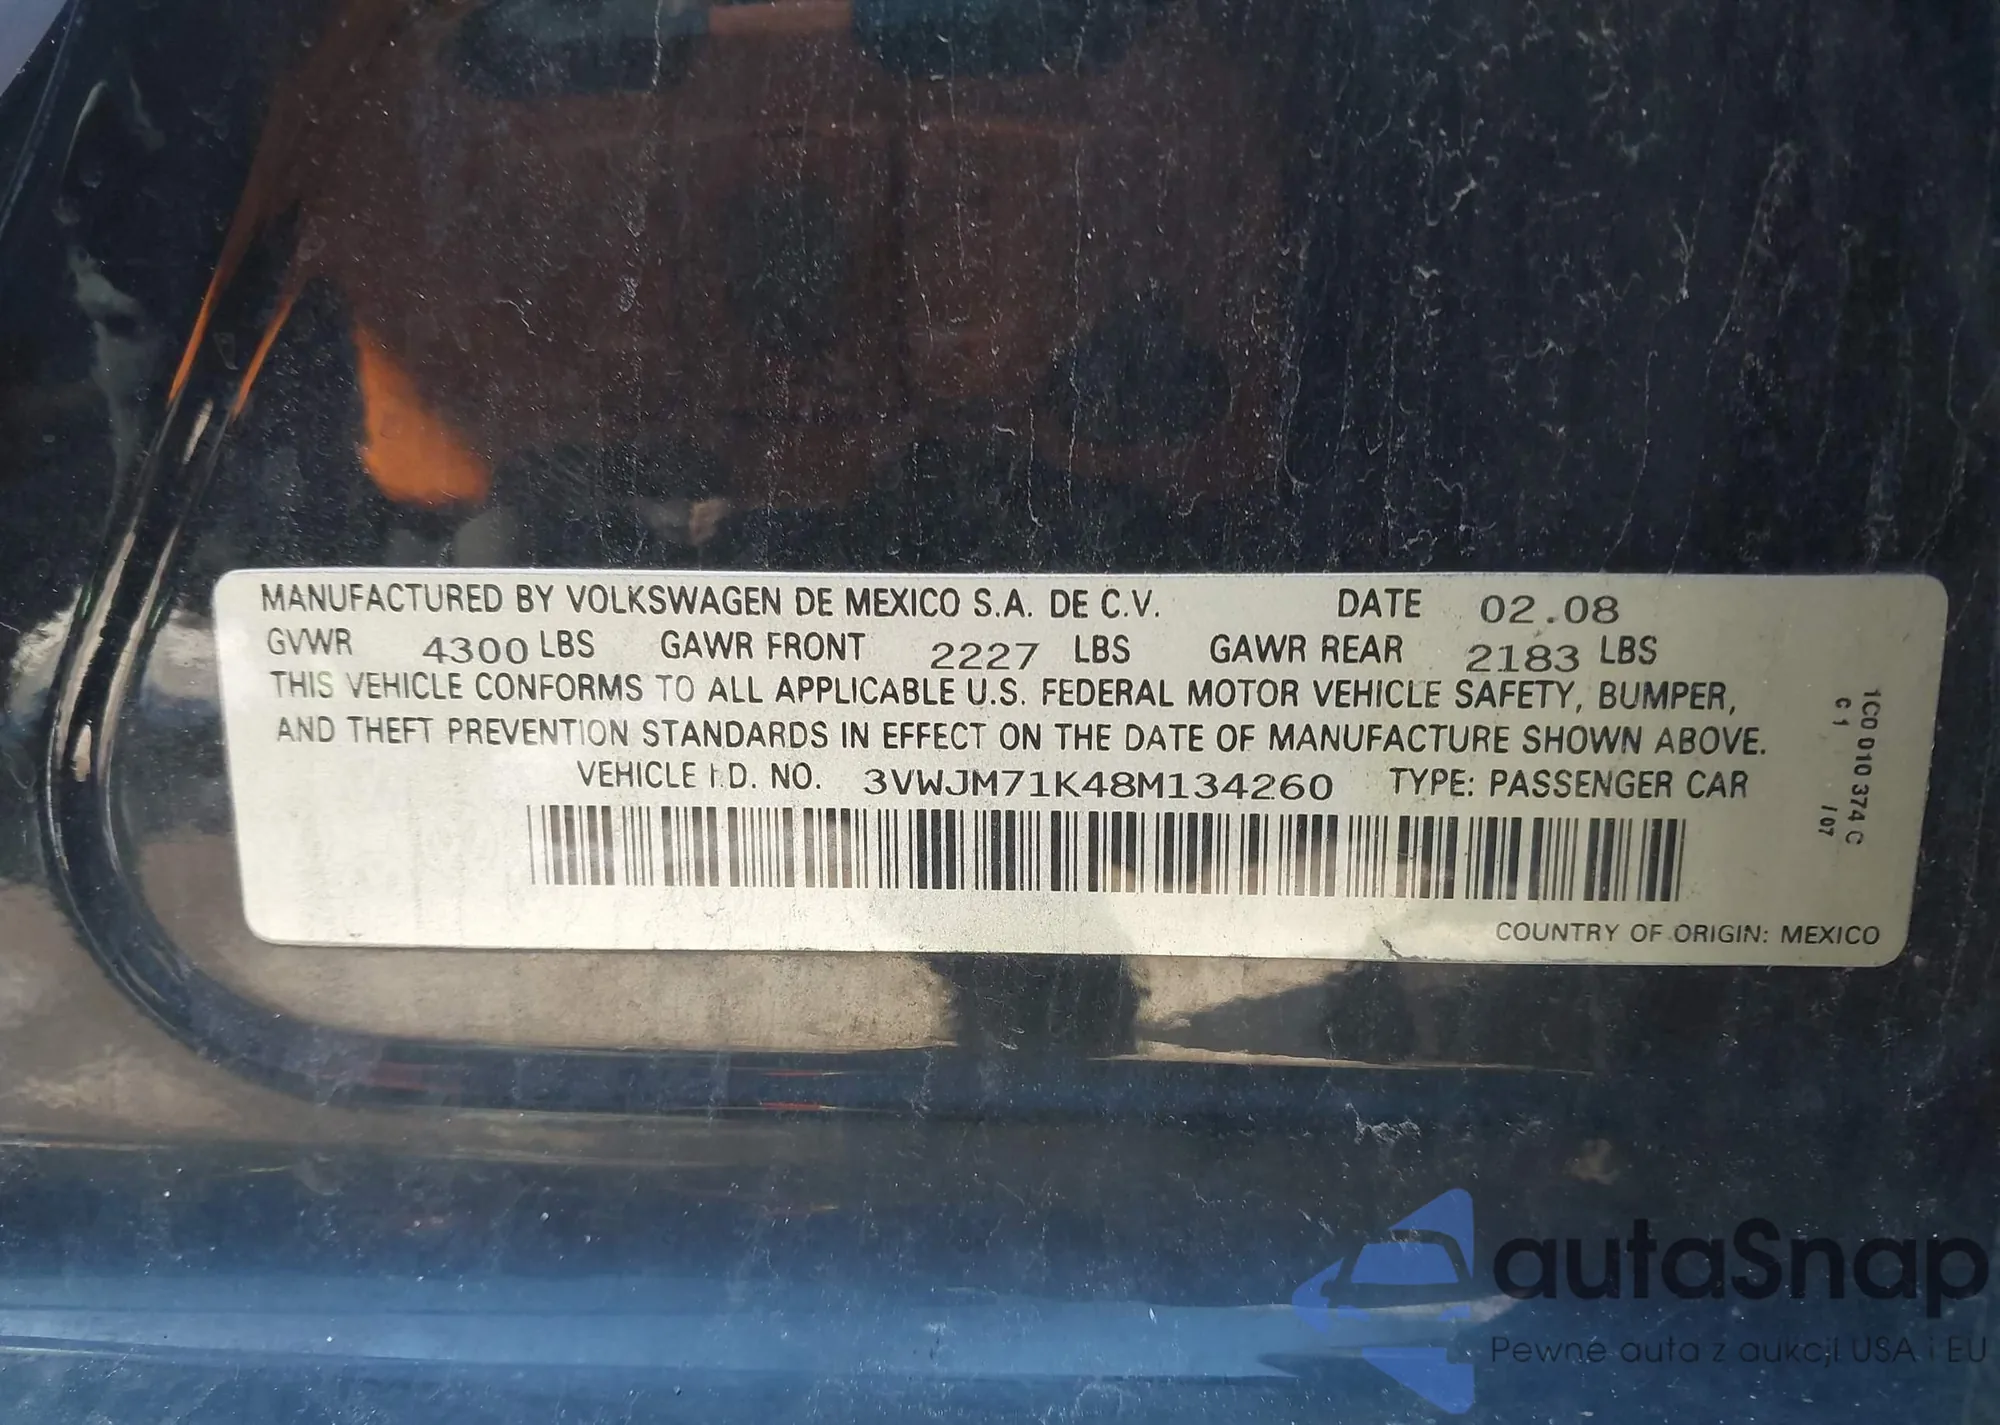 MANUFACTURED BY VOLKSWAGEN DE MEXICO S.A. DE C.V. DATE 02.08
GVWR 4300 LBS GAWR FRONT 2227 LBS GAWR REAR 2183 LBS
THIS VEHICLE CONFORMS TO ALL APPLICABLE U.S. FEDERAL MOTOR VEHICLE SAFETY, BUMPER,
AND THEFT PREVENTION STANDARDS IN EFFECT ON THE DATE OF MANUFACTURE SHOWN ABOVE.
VEHICLE I.D. NO. 3VWJM71K48M134260 TYPE: PASSENGER CAR
COUNTRY OF ORIGIN: MEXICO
1C0 010 374 C
C 1 / 07
autaSnap
Pewne auta z aukcji USA i EU